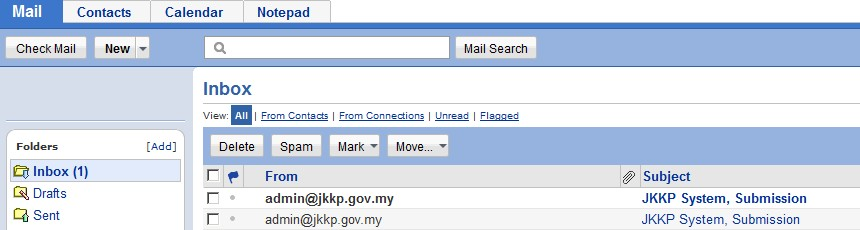 Mail Contacts Calendar Notepad
Check Mail New Mail Search
Inbox
View: All | From Contacts | From Connections | Unread | Flagged
Folders [Add]
Delete Spam Mark Move...
Inbox (1)
From Subject
Drafts
admin@jkkp.gov.my JKKP System, Submission
Sent
admin@jkkp.gov.my JKKP System, Submission